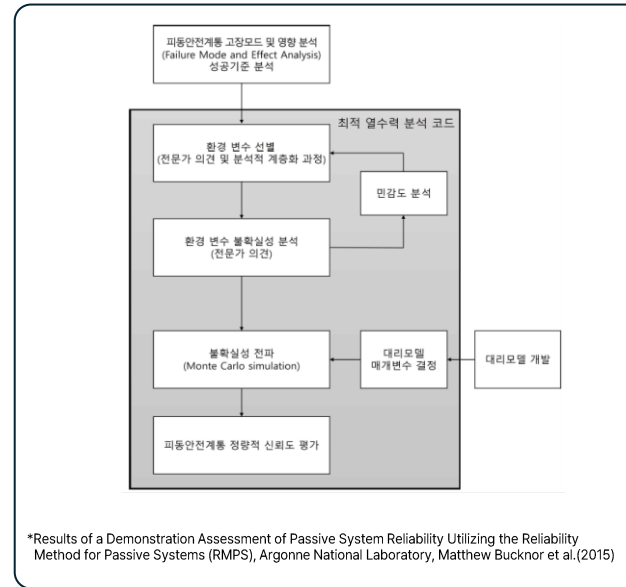 피동안전계통 고장모드 및 영향 분석
(Failure Mode and Effect Analysis)
성공기준 분석
최적 열수력 분석 코드
환경 변수 선별
(전문가 의견 및 분석적 계층화 과정)
민감도 분석
환경 변수 불확실성 분석
(전문가 의견)
불확실성 전파
(Monte Carlo simulation)
대리모델
매개변수 결정
대리모델 개발
피동안전계통 정량적 신뢰도 평가
*Results of a Demonstration Assessment of Passive System Reliability Utilizing the Reliability
Method for Passive Systems (RMPS), Argonne National Laboratory, Matthew Bucknor et al.(2015)